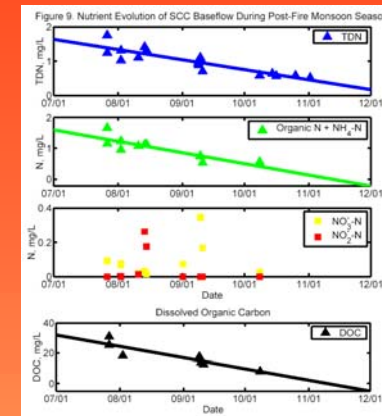 Figure 9. Nutrient Evolution of SCC Baseflow During Post-Fire Monsoon Seaso
TDN, mg/L
2
1
0
TDN
07/01 08/01 09/01 10/01 11/01 12/01
N, mg/L
2
1
0
Organic N + NH4-N
07/01 08/01 09/01 10/01 11/01 12/01
N, mg/L
0.4
0.2
0
NO3-N
NO2-N
07/01 08/01 09/01 10/01 11/01 12/01
Date
Dissolved Organic Carbon
DOC, mg/L
40
20
0
DOC
07/01 08/01 09/01 10/01 11/01 12/01
Date